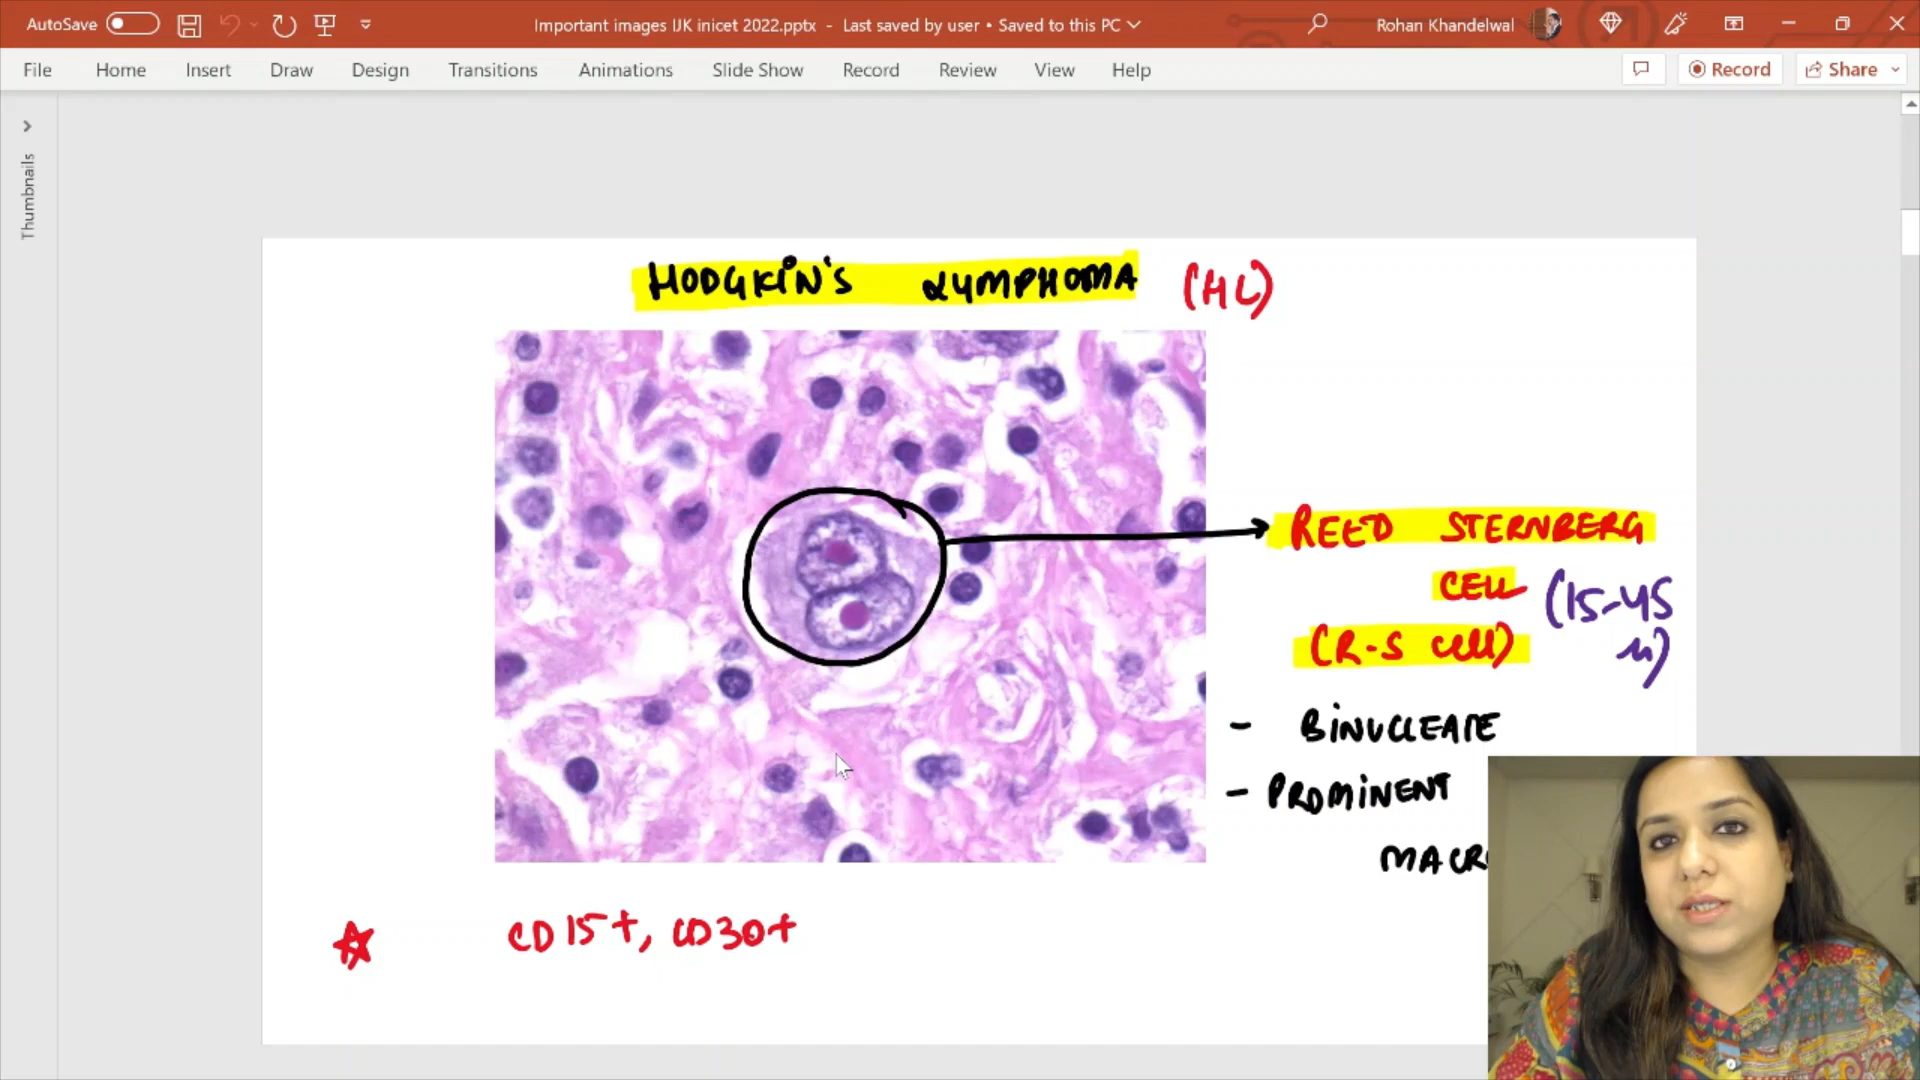 AutoSave
Important images IJK inicet 2022.pptx - Last saved by user • Saved to this PC
Rohan Khandelwal
File Home Insert Draw Design Transitions Animations Slide Show Record Review View Help
Record
Share
Thumbnails
HODGKIN'S LYMPHOMA (HL)
REED STERNBERG
CELL (15-45
μ)
(R-S cell)
- BINUCLEATE
- PROMINENT
MACR
CD15+, CD30+